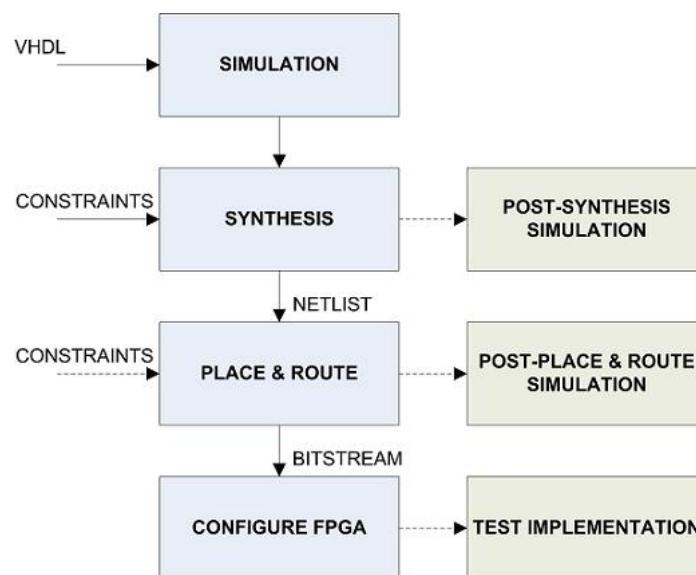 VHDL
SIMULATION
CONSTRAINTS
SYNTHESIS
POST-SYNTHESIS
SIMULATION
NETLIST
CONSTRAINTS
PLACE & ROUTE
POST-PLACE & ROUTE
SIMULATION
BITSTREAM
CONFIGURE FPGA
TEST IMPLEMENTATION